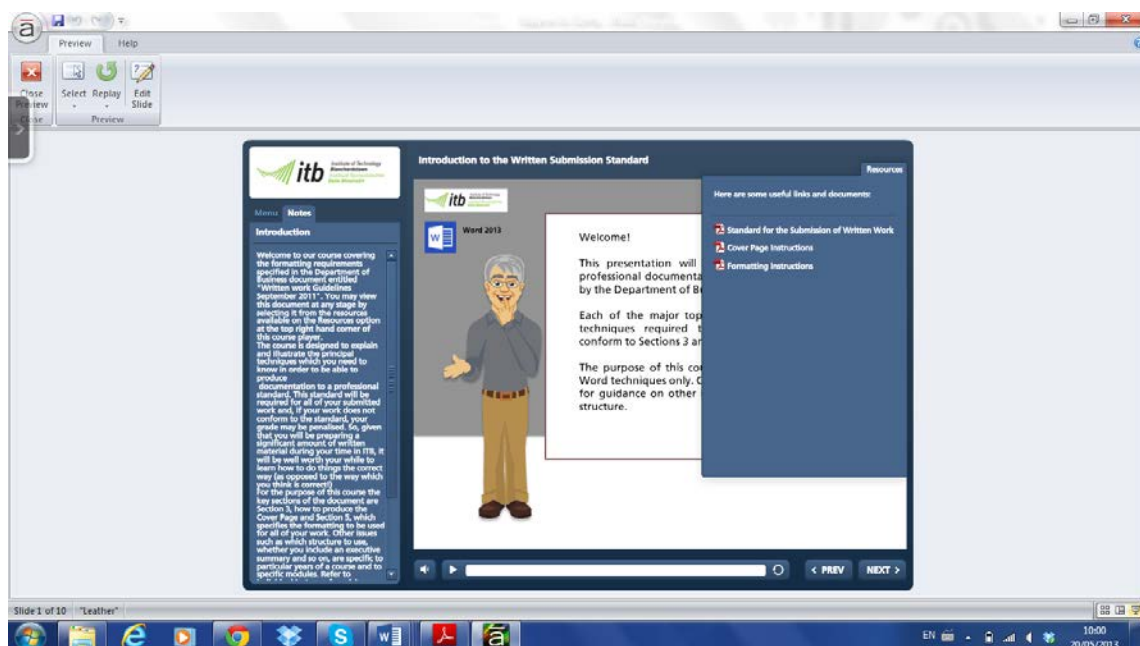 Preview Help
Close Preview
Select Replay Edit Slide
Close Preview
itb Institute of Technology
Blanchardstown
Introduction to the Written Submission Standard
Resources
Menu Notes
Introduction
Welcome to our course covering
the formatting requirements
specified in the Department of
Business document entitled
"Written work Guidelines
September 2011". You may view
this document at any stage by
selecting it from the resources
available on the Resources option
at the top right hand corner of
this course player.
The course is designed to explain
and illustrate the principal
techniques which you need to
know in order to be able to
produce
documentation to a professional
standard. This standard will be
required for all of your submitted
work and, if your work does not
conform to the standard, your
grade may be penalised. So, given
that you will be preparing a
significant amount of written
material during your time in ITB, it
will be well worth your while to
learn how to do things the correct
way (as opposed to the way which
you think is correct!)
For the purpose of this course the
key sections of the document are
Section 3, how to produce the
Cover Page and Section 5, which
specifies the formatting to be used
for all of your work. Other issues
such as which structure to use,
whether you include an executive
summary and so on, are specific to
particular years of a course and to
specific modules. Refer to
itb
Word 2013
Welcome!
This presentation will
professional documenta
by the Department of B
Each of the major top
techniques required t
conform to Sections 3 a
The purpose of this co
Word techniques only.
for guidance on other
structure.
Here are some useful links and documents:
Standard for the Submission of Written Work
Cover Page Instructions
Formatting Instructions
< PREV NEXT >
Slide 1 of 10 "Leather"
EN
10:00
20/05/2013